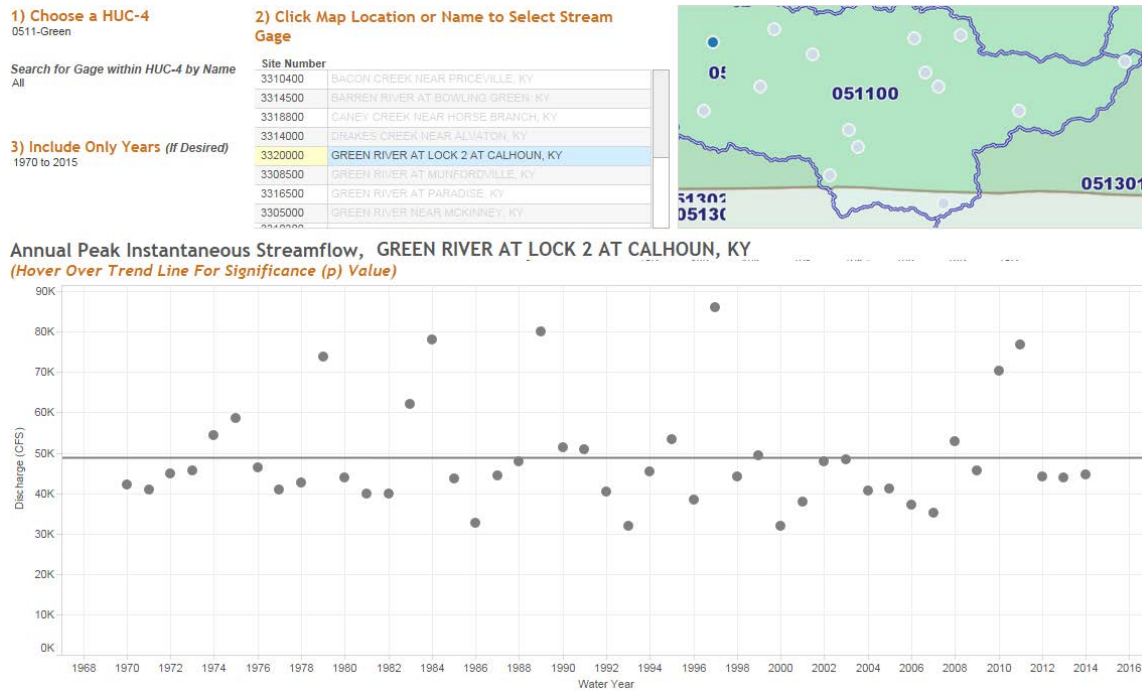 1) Choose a HUC-4
0511-Green
Search for Gage within HUC-4 by Name
All
3) Include Only Years (If Desired)
1970 to 2015
2) Click Map Location or Name to Select Stream
Gage
Site Number
3310400 BACON CREEK NEAR PRICEVILLE, KY
3314500 BARREN RIVER AT BOWLING GREEN, KY
3318800 CANEY CREEK NEAR HORSE BRANCH, KY
3314000 DRAKES CREEK NEAR ALVATON, KY
3320000 GREEN RIVER AT LOCK 2 AT CALHOUN, KY
3308500 GREEN RIVER AT MUNFORDVILLE, KY
3316500 GREEN RIVER AT PARADISE, KY
3305000 GREEN RIVER NEAR MCKINNEY, KY
05
051100
051301
Annual Peak Instantaneous Streamflow, GREEN RIVER AT LOCK 2 AT CALHOUN, KY
(Hover Over Trend Line For Significance (p) Value)
90K
80K
70K
60K
50K
40K
30K
20K
10K
0K
Discharge (CFS)
1968 1970 1972 1974 1976 1978 1980 1982 1984 1986 1988 1990 1992 1994 1996 1998 2000 2002 2004 2006 2008 2010 2012 2014 2016
Water Year